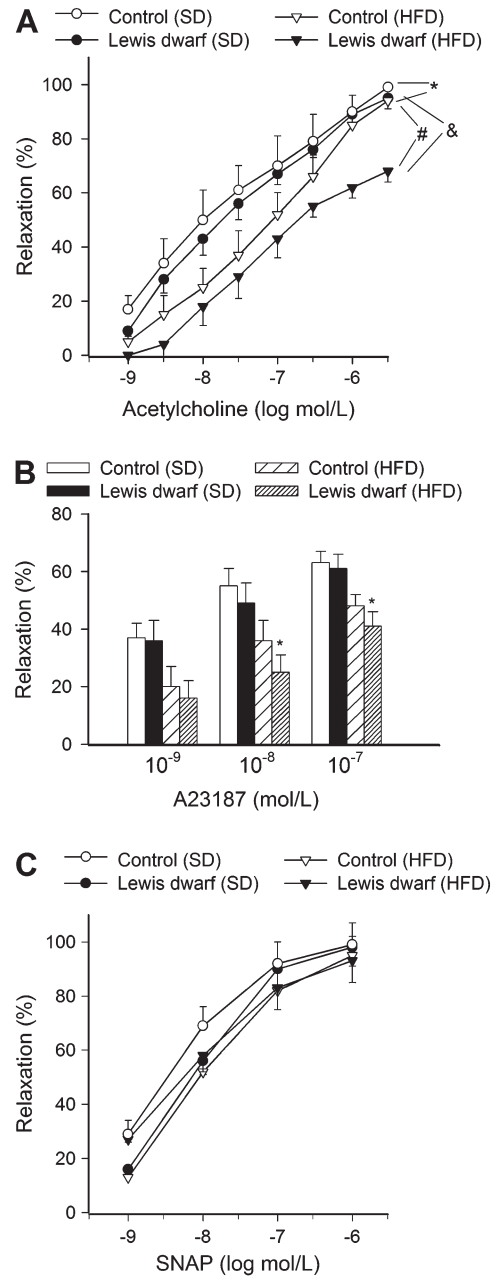 A
Control (SD) Control (HFD)
Lewis dwarf (SD) Lewis dwarf (HFD)
100
80
60
40
20
0
Relaxation (%)
*
#
&
-9 -8 -7 -6
Acetylcholine (log mol/L)
B
Control (SD) Control (HFD)
Lewis dwarf (SD) Lewis dwarf (HFD)
80
60
40
20
0
Relaxation (%)
*
*
10-9 10-8 10-7
A23187 (mol/L)
C
Control (SD) Control (HFD)
Lewis dwarf (SD) Lewis dwarf (HFD)
100
80
60
40
20
0
Relaxation (%)
-9 -8 -7 -6
SNAP (log mol/L)